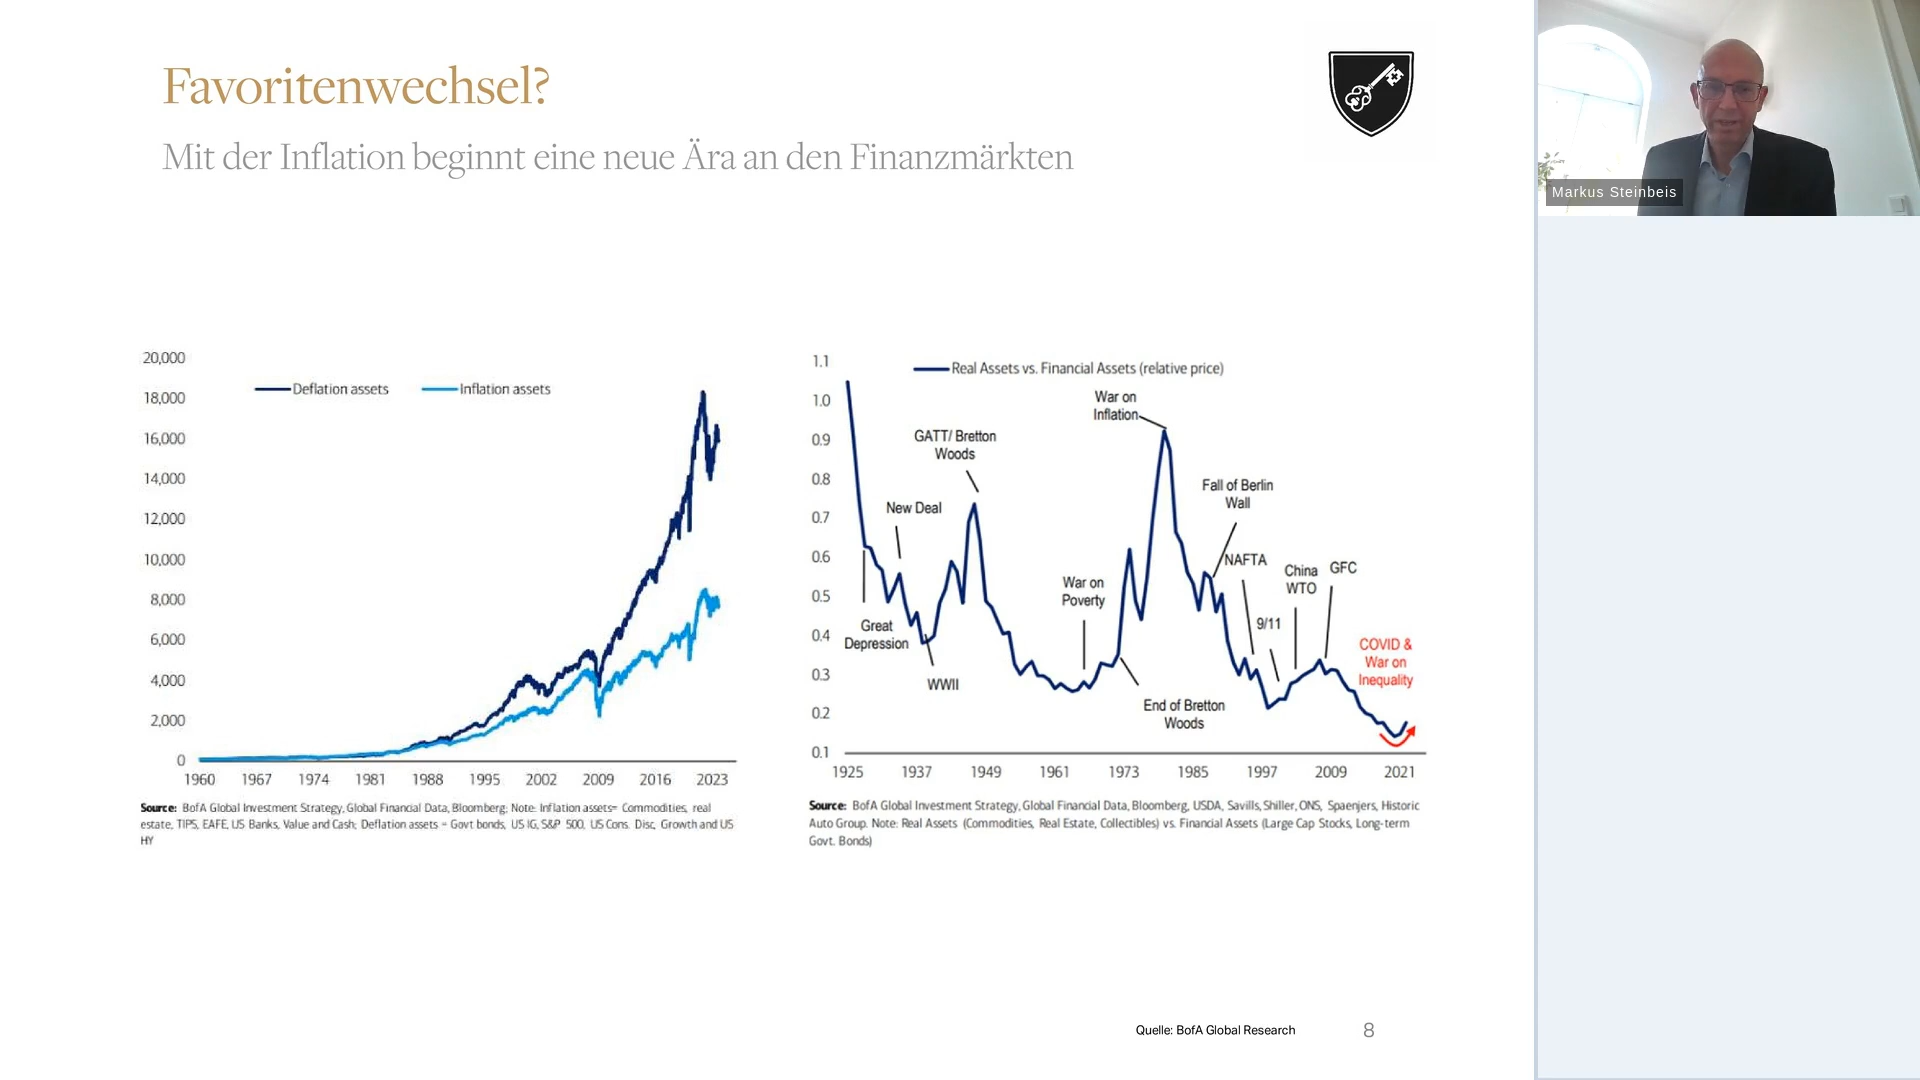 Favoritenwechsel?
Mit der Inflation beginnt eine neue Ära an den Finanzmärkten
Markus Steinbeis
20,000
18,000
16,000
14,000
12,000
10,000
8,000
6,000
4,000
2,000
0
Deflation assets
Inflation assets
1960 1967 1974 1981 1988 1995 2002 2009 2016 2023
Source: BofA Global Investment Strategy, Global Financial Data, Bloomberg; Note: Inflation assets= Commodities, real
estate, TIPS, EAFE, US Banks, Value and Cash; Deflation assets = Govt bonds, US IG, S&P 500, US Cons. Disc, Growth and US
HY
1.1
1.0
0.9
0.8
0.7
0.6
0.5
0.4
0.3
0.2
0.1
Real Assets vs. Financial Assets (relative price)
War on
Inflation
GATT/ Bretton
Woods
Fall of Berlin
Wall
New Deal
NAFTA
China
WTO
GFC
War on
Poverty
Great
Depression
9/11
COVID &
War on
Inequality
WWII
End of Bretton
Woods
1925 1937 1949 1961 1973 1985 1997 2009 2021
Source: BofA Global Investment Strategy, Global Financial Data, Bloomberg, USDA, Savills, Shiller, ONS, Spaenjers, Historic
Auto Group. Note: Real Assets (Commodities, Real Estate, Collectibles) vs. Financial Assets (Large Cap Stocks, Long-term
Govt. Bonds)
Quelle: BofA Global Research
8